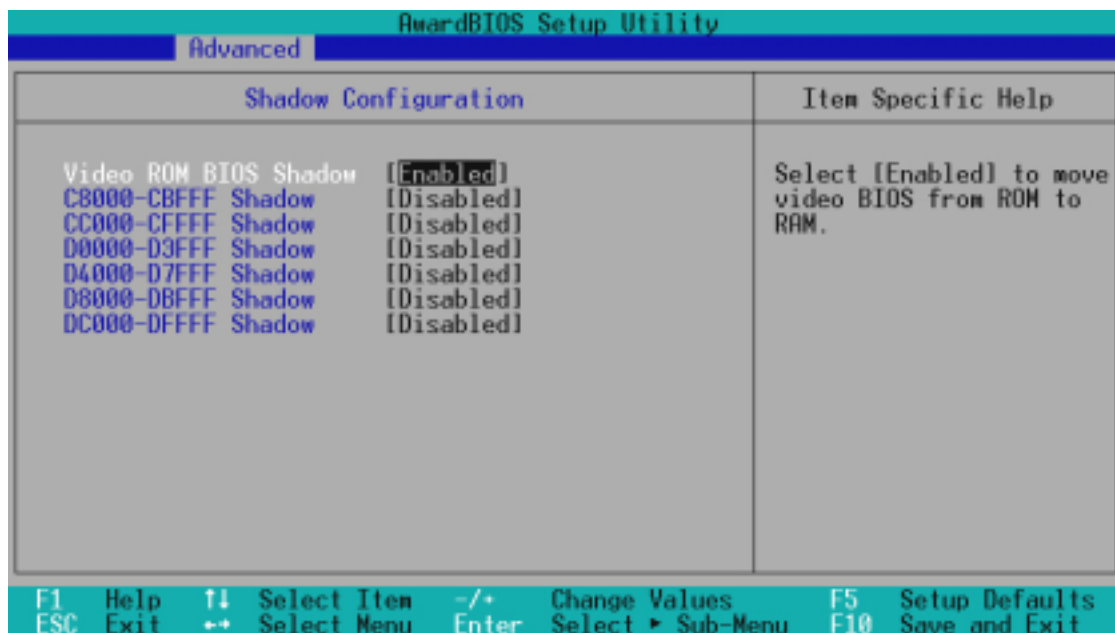 AwardBIOS Setup Utility
Advanced
Shadow Configuration
Item Specific Help
Video ROM BIOS Shadow [Enabled]
C8000-CBFFF Shadow [Disabled]
CC000-CFFFF Shadow [Disabled]
D0000-D3FFF Shadow [Disabled]
D4000-D7FFF Shadow [Disabled]
D8000-DBFFF Shadow [Disabled]
DC000-DFFFF Shadow [Disabled]
Select [Enabled] to move
video BIOS from ROM to
RAM.
F1 Help ↑↓ Select Item -/+ Change Values F5 Setup Defaults
ESC Exit ←→ Select Menu Enter Select ► Sub-Menu F10 Save and Exit